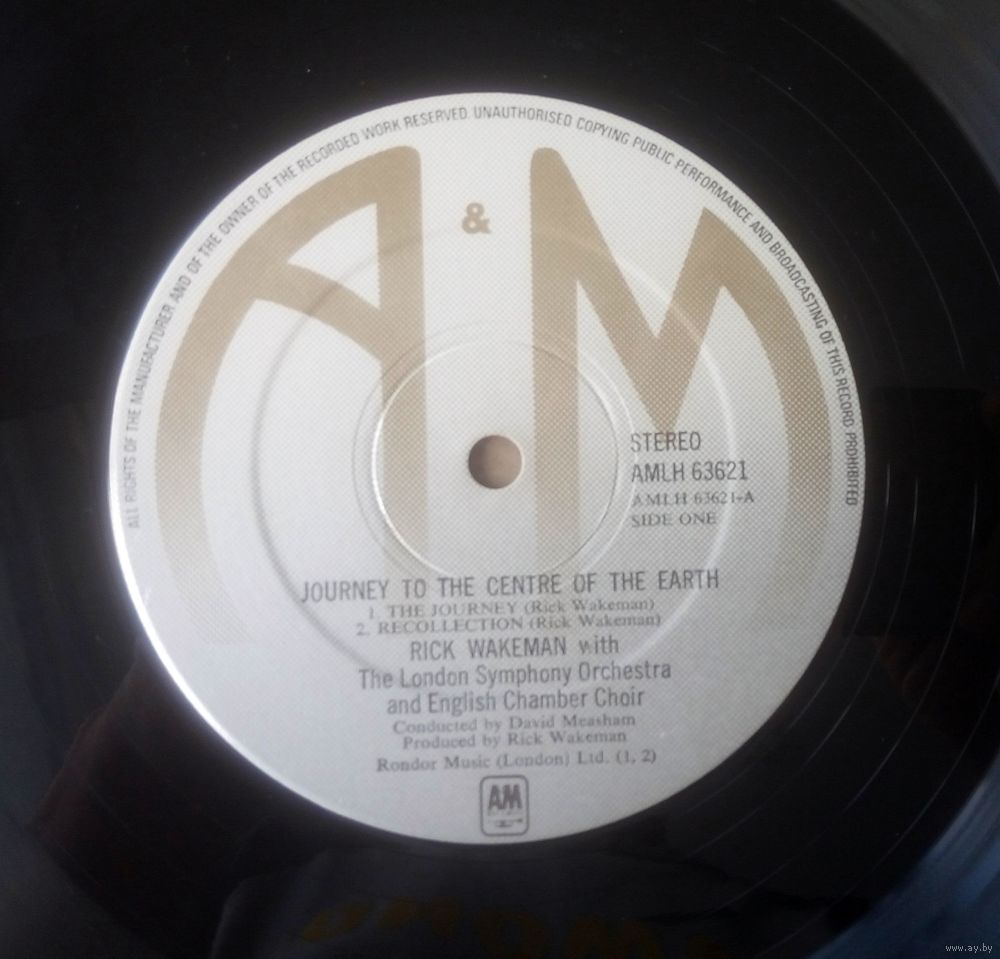 ALL RIGHTS OF THE MANUFACTURER AND OF THE OWNER OF THE RECORDED WORK RESERVED UNAUTHORISED COPYING PUBLIC PERFORMANCE AND BROADCASTING OF THIS RECORD PROHIBITED
A & M
STEREO
AMLH 63621
AMLH 63621-A
SIDE ONE
JOURNEY TO THE CENTRE OF THE EARTH
1. THE JOURNEY (Rick Wakeman)
2. RECOLLECTION (Rick Wakeman)
RICK WAKEMAN with
The London Symphony Orchestra
and English Chamber Choir
Conducted by David Measham
Produced by Rick Wakeman
Rondor Music (London) Ltd. (1, 2)
AM
www.ay.by